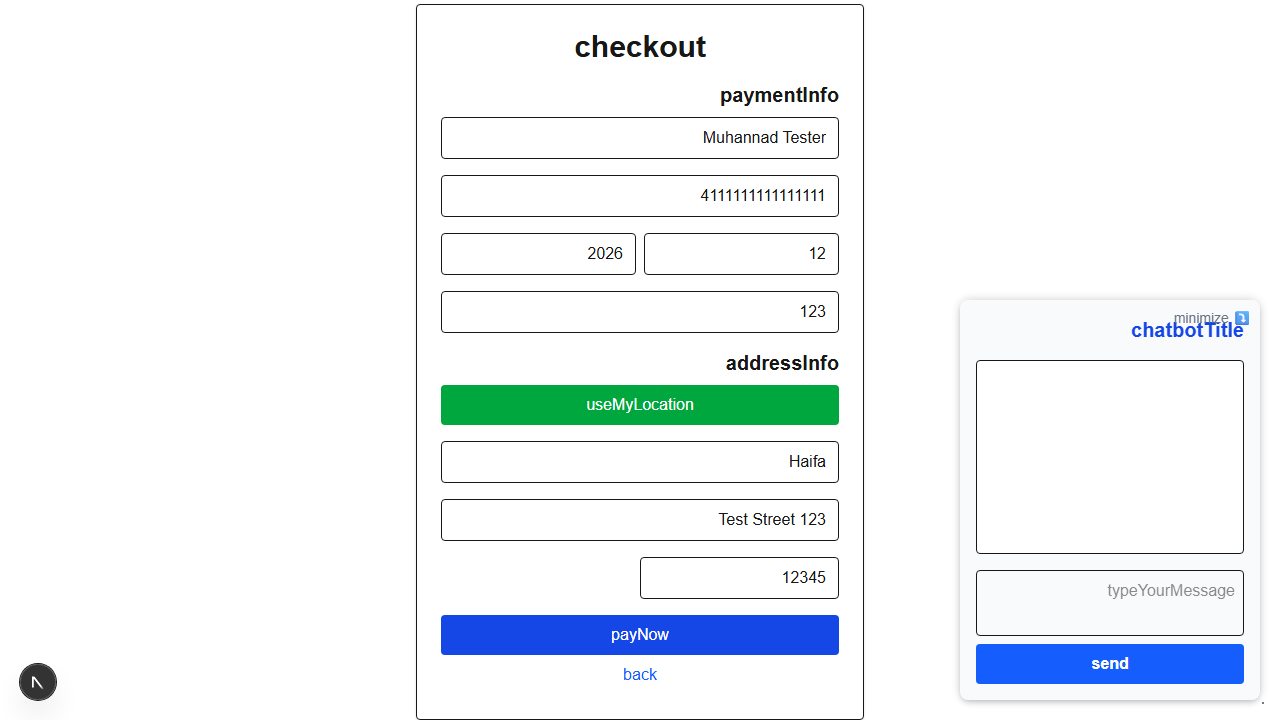 checkout
paymentInfo
Muhannad Tester
4111111111111111
2026 12
123
addressInfo
useMyLocation
Haifa
Test Street 123
12345
payNow
back
minimize
chatbotTitle
typeYourMessage
send